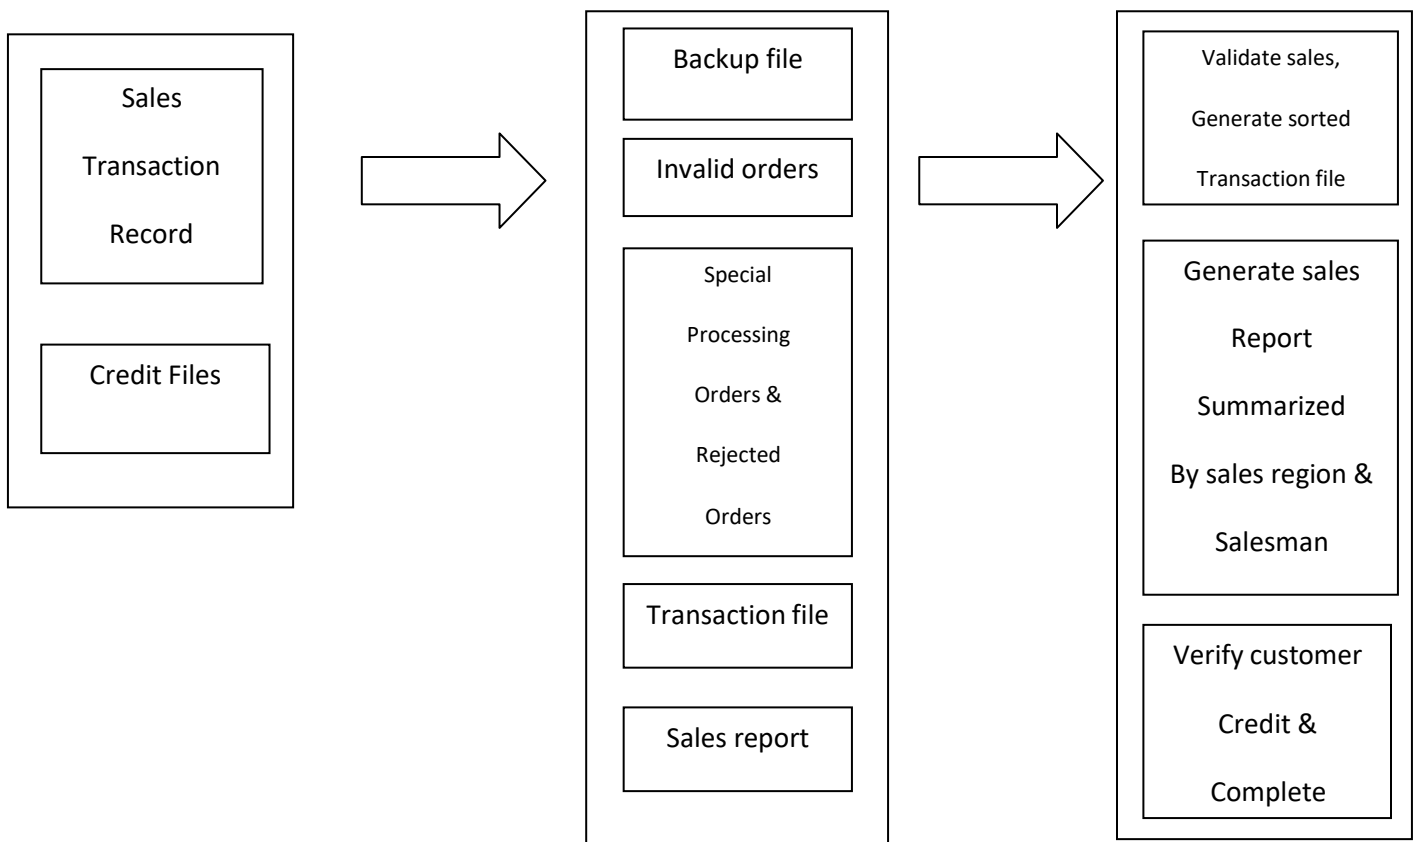 Sales
Transaction
Record
Credit Files
Backup file
Invalid orders
Special
Processing
Orders &
Rejected
Orders
Transaction file
Sales report
Validate sales,
Generate sorted
Transaction file
Generate sales
Report
Summarized
By sales region &
Salesman
Verify customer
Credit &
Complete